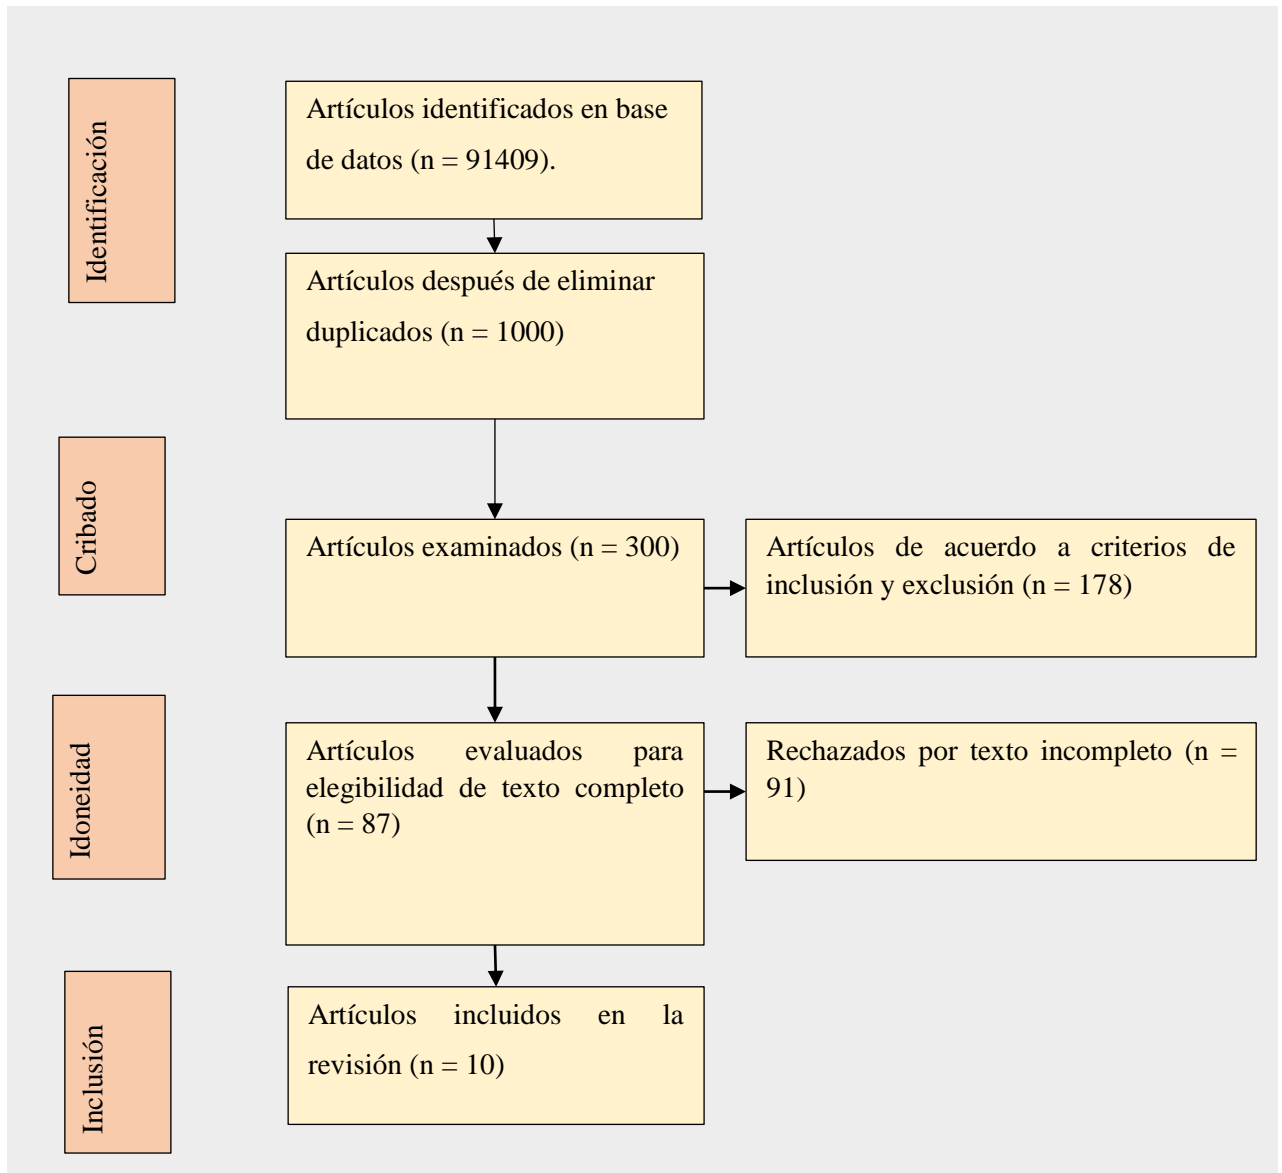 Identificación
Artículos identificados en base
de datos (n = 91409).
Artículos después de eliminar
duplicados (n = 1000)
Cribado
Artículos examinados (n = 300)
Artículos de acuerdo a criterios de
inclusión y exclusión (n = 178)
Idoneidad
Artículos evaluados para
elegibilidad de texto completo
(n = 87)
Rechazados por texto incompleto (n =
91)
Inclusión
Artículos incluidos en la
revisión (n = 10)